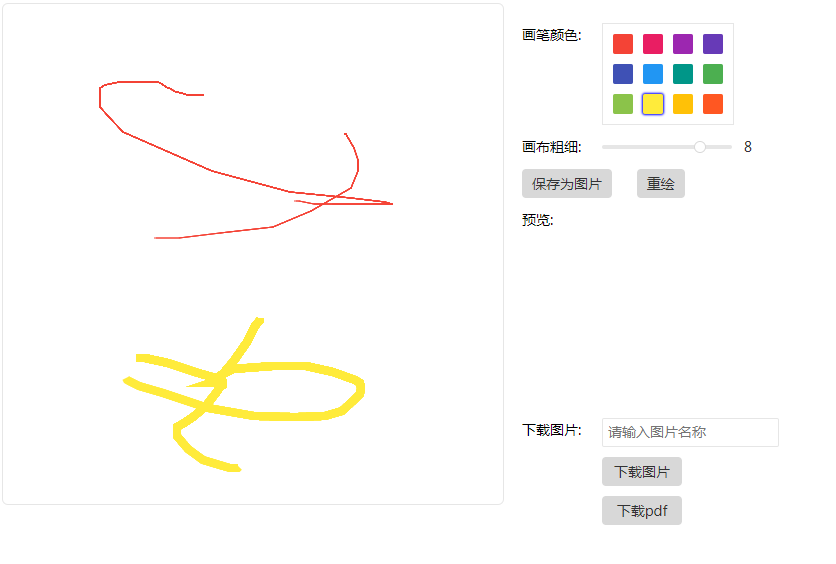 画笔颜色:
画布粗细: 8
保存为图片 重绘
预览:
下载图片: 请输入图片名称
下载图片
下载pdf